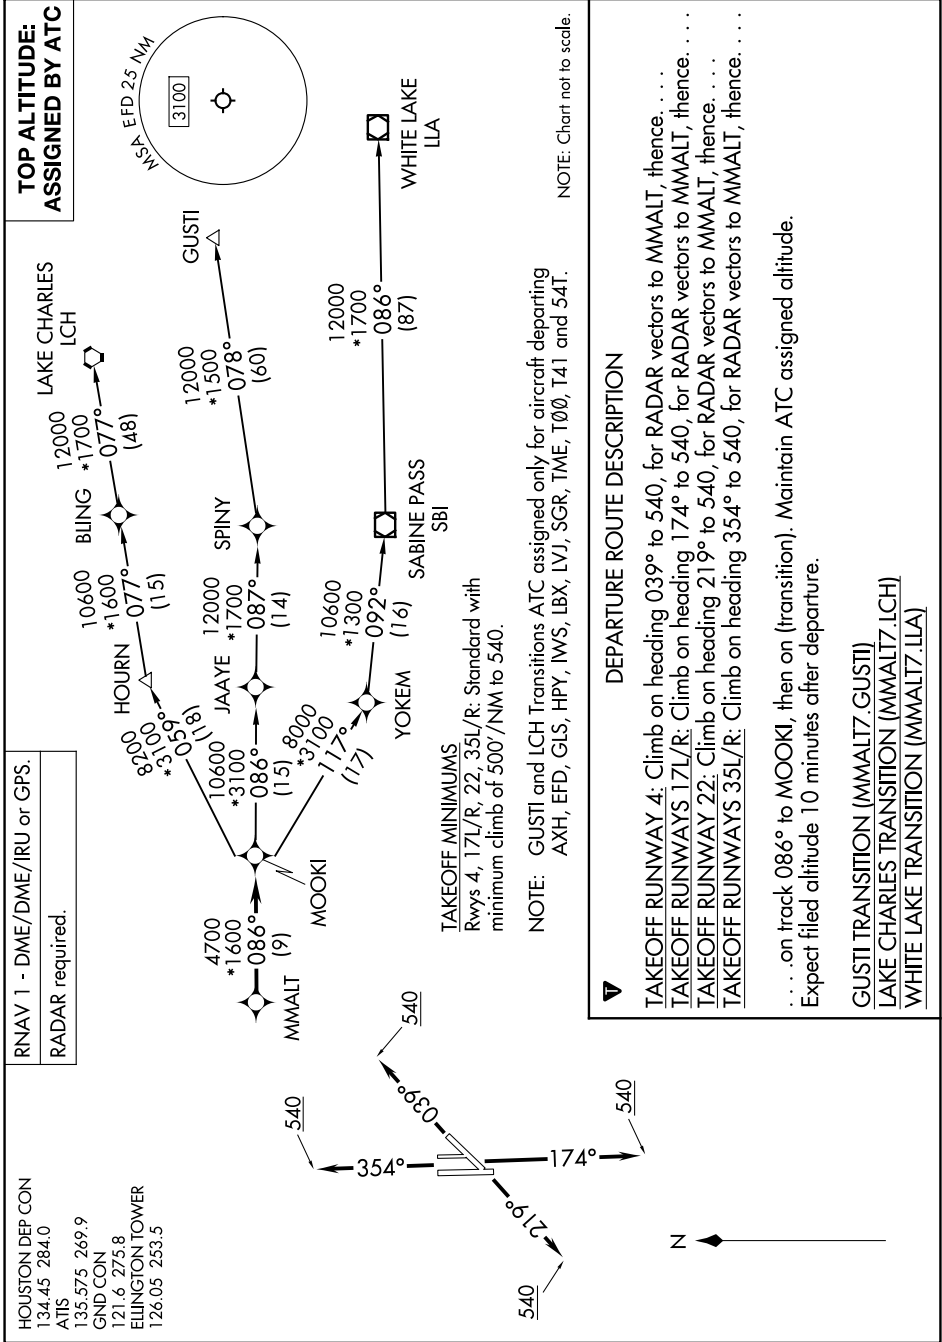 HOUSTON DEP CON
134.45 284.0
ATIS
135.575 269.9
GND CON
121.6 275.8
ELLINGTON TOWER
126.05 253.5
RNAV 1 - DME/DME/IRU or GPS.
RADAR required.
TOP ALTITUDE:
ASSIGNED BY ATC
MSA EFD 25 NM
3100
LAKE CHARLES
LCH
12000
*1700
077°
(48)
BLING
10600
*1600
077°
(15)
HOURN
8200
*3100
059°
(18)
GUSTI
12000
*1500
078°
(60)
SPINY
12000
*1700
087°
(14)
JAAYE
10600
*3100
086°
(15)
MOOKI
4700
*1600
086°
(9)
MMALT
8000
*3100
117°
(17)
YOKEM
10600
*1300
092°
(16)
SABINE PASS
SBI
12000
*1700
086°
(87)
WHITE LAKE
LLA
540
354°
540
039°
540
174°
540
219°
N
TAKEOFF MINIMUMS
Rwys 4, 17L/R, 22, 35L/R: Standard with
minimum climb of 500'/NM to 540.
NOTE: GUSTI and LCH Transitions ATC assigned only for aircraft departing
AXH, EFD, GLS, HPY, IWS, LBX, LVJ, SGR, TME, TØØ, T41 and 54T.
NOTE: Chart not to scale.
T
DEPARTURE ROUTE DESCRIPTION
TAKEOFF RUNWAY 4: Climb on heading 039° to 540, for RADAR vectors to MMALT, thence. . . .
TAKEOFF RUNWAYS 17L/R: Climb on heading 174° to 540, for RADAR vectors to MMALT, thence. . . .
TAKEOFF RUNWAY 22: Climb on heading 219° to 540, for RADAR vectors to MMALT, thence. . . .
TAKEOFF RUNWAYS 35L/R: Climb on heading 354° to 540, for RADAR vectors to MMALT, thence. . . .
. . . .on track 086° to MOOKI, then on (transition). Maintain ATC assigned altitude.
Expect filed altitude 10 minutes after departure.
GUSTI TRANSITION (MMALT7.GUSTI)
LAKE CHARLES TRANSITION (MMALT7.LCH)
WHITE LAKE TRANSITION (MMALT7.LLA)